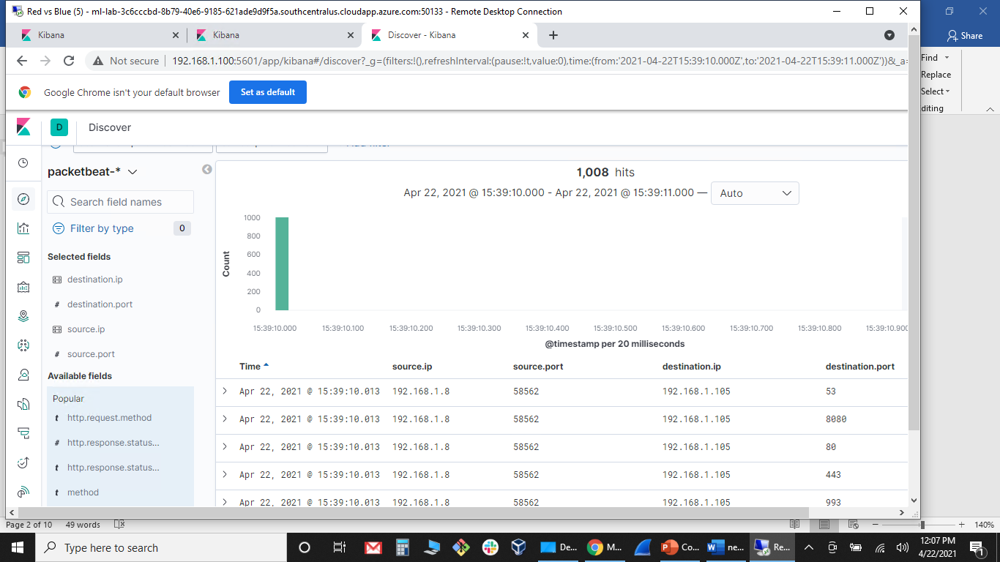 Red vs Blue (5) - ml-lab-3c6cccbd-8b79-40e6-9185-621ade9d9f5a.southcentralus.cloudapp.azure.com:50133 - Remote Desktop Connection
Kibana
Kibana
Discover - Kibana
Share
Not secure
192.168.1.100:5601/app/kibana#/discover?_g=(filters:!(),refreshInterval:(pause:!t,value:0),time:(from:'2021-04-22T15:39:10.000Z',to:'2021-04-22T15:39:11.000Z'))&_a=
Find
Replace
Select
diting
Google Chrome isn't your default browser
Set as default
D
Discover
packetbeat-*
Search field names
Filter by type
0
Selected fields
destination.ip
# destination.port
source.ip
# source.port
Available fields
Popular
t http.request.method
# http.response.status...
t http.response.status...
t method
1,008 hits
Apr 22, 2021 @ 15:39:10.000 - Apr 22, 2021 @ 15:39:11.000 —
Auto
Count
1000
800
600
400
200
0
15:39:10.000 15:39:10.100 15:39:10.200 15:39:10.300 15:39:10.400 15:39:10.500 15:39:10.600 15:39:10.700 15:39:10.800 15:39:10.900
@timestamp per 20 milliseconds
Time source.ip source.port destination.ip destination.port
Apr 22, 2021 @ 15:39:10.013 192.168.1.8 58562 192.168.1.105 53
Apr 22, 2021 @ 15:39:10.013 192.168.1.8 58562 192.168.1.105 8080
Apr 22, 2021 @ 15:39:10.013 192.168.1.8 58562 192.168.1.105 80
Apr 22, 2021 @ 15:39:10.013 192.168.1.8 58562 192.168.1.105 443
Apr 22, 2021 @ 15:39:10.013 192.168.1.8 58562 192.168.1.105 993
Page 2 of 10 49 words
140%
Type here to search
De...
M...
Co...
ne...
Re...
12:07 PM
4/22/2021
1